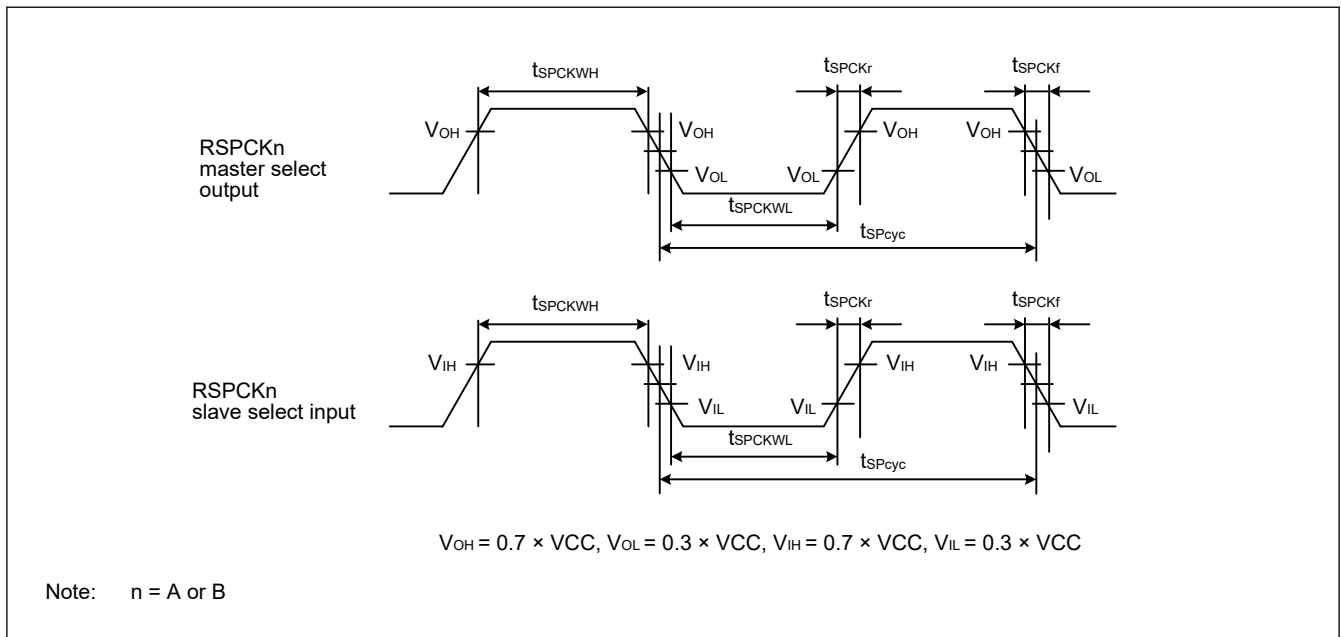 tSPCKWH
tSPCKr
tSPCKf
VOH
VOH
VOH
VOH
RSPCKn
master select
output
VOL
VOL
VOL
tSPCKWL
tSPcyc
tSPCKWH
tSPCKr
tSPCKf
VIH
VIH
VIH
VIH
RSPCKn
slave select input
VIL
VIL
VIL
tSPCKWL
tSPcyc
VOH = 0.7 × VCC, VOL = 0.3 × VCC, VIH = 0.7 × VCC, VIL = 0.3 × VCC
Note: n = A or B